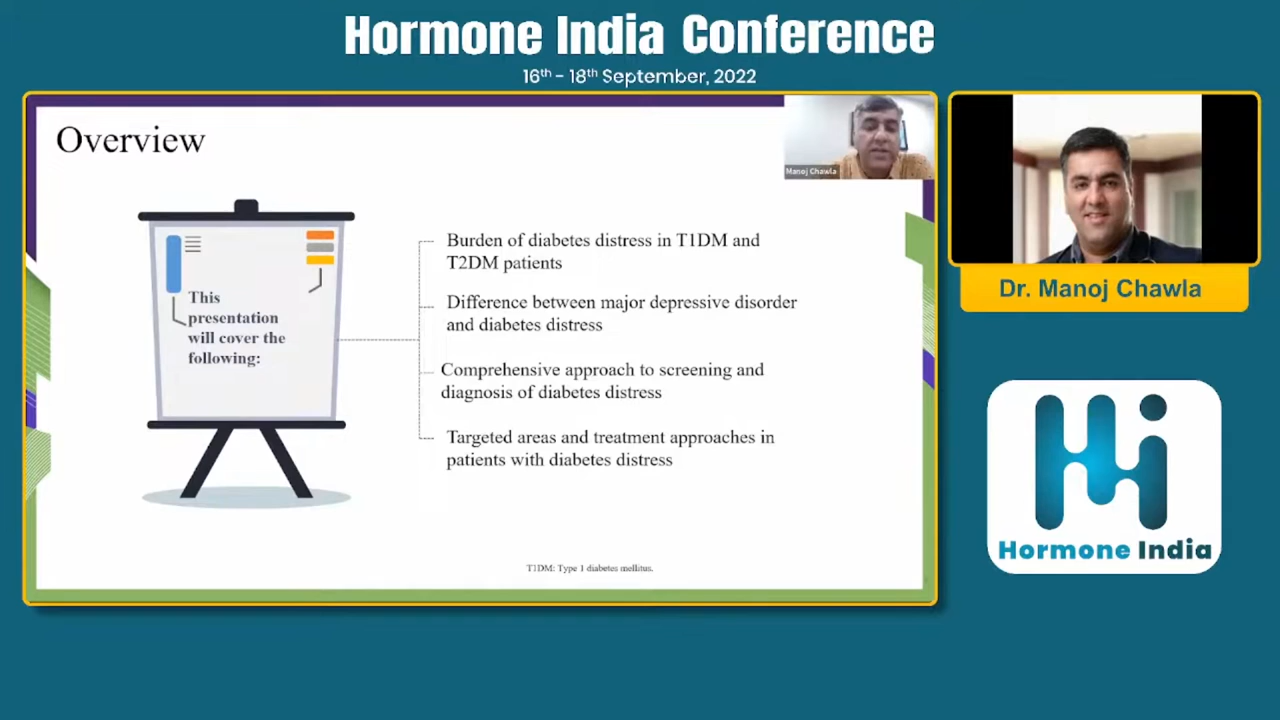 Hormone India Conference
16th - 18th September, 2022
Overview
Manoj Chawla
This
presentation
will cover the
following:
Burden of diabetes distress in T1DM and
T2DM patients
Difference between major depressive disorder
and diabetes distress
Comprehensive approach to screening and
diagnosis of diabetes distress
Targeted areas and treatment approaches in
patients with diabetes distress
T1DM: Type 1 diabetes mellitus.
Dr. Manoj Chawla
Hormone India